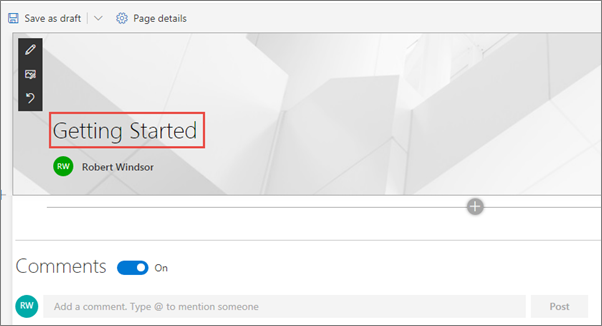 Save as draft Page details
Getting Started
RW Robert Windsor
Comments On
RW Add a comment. Type @ to mention someone Post